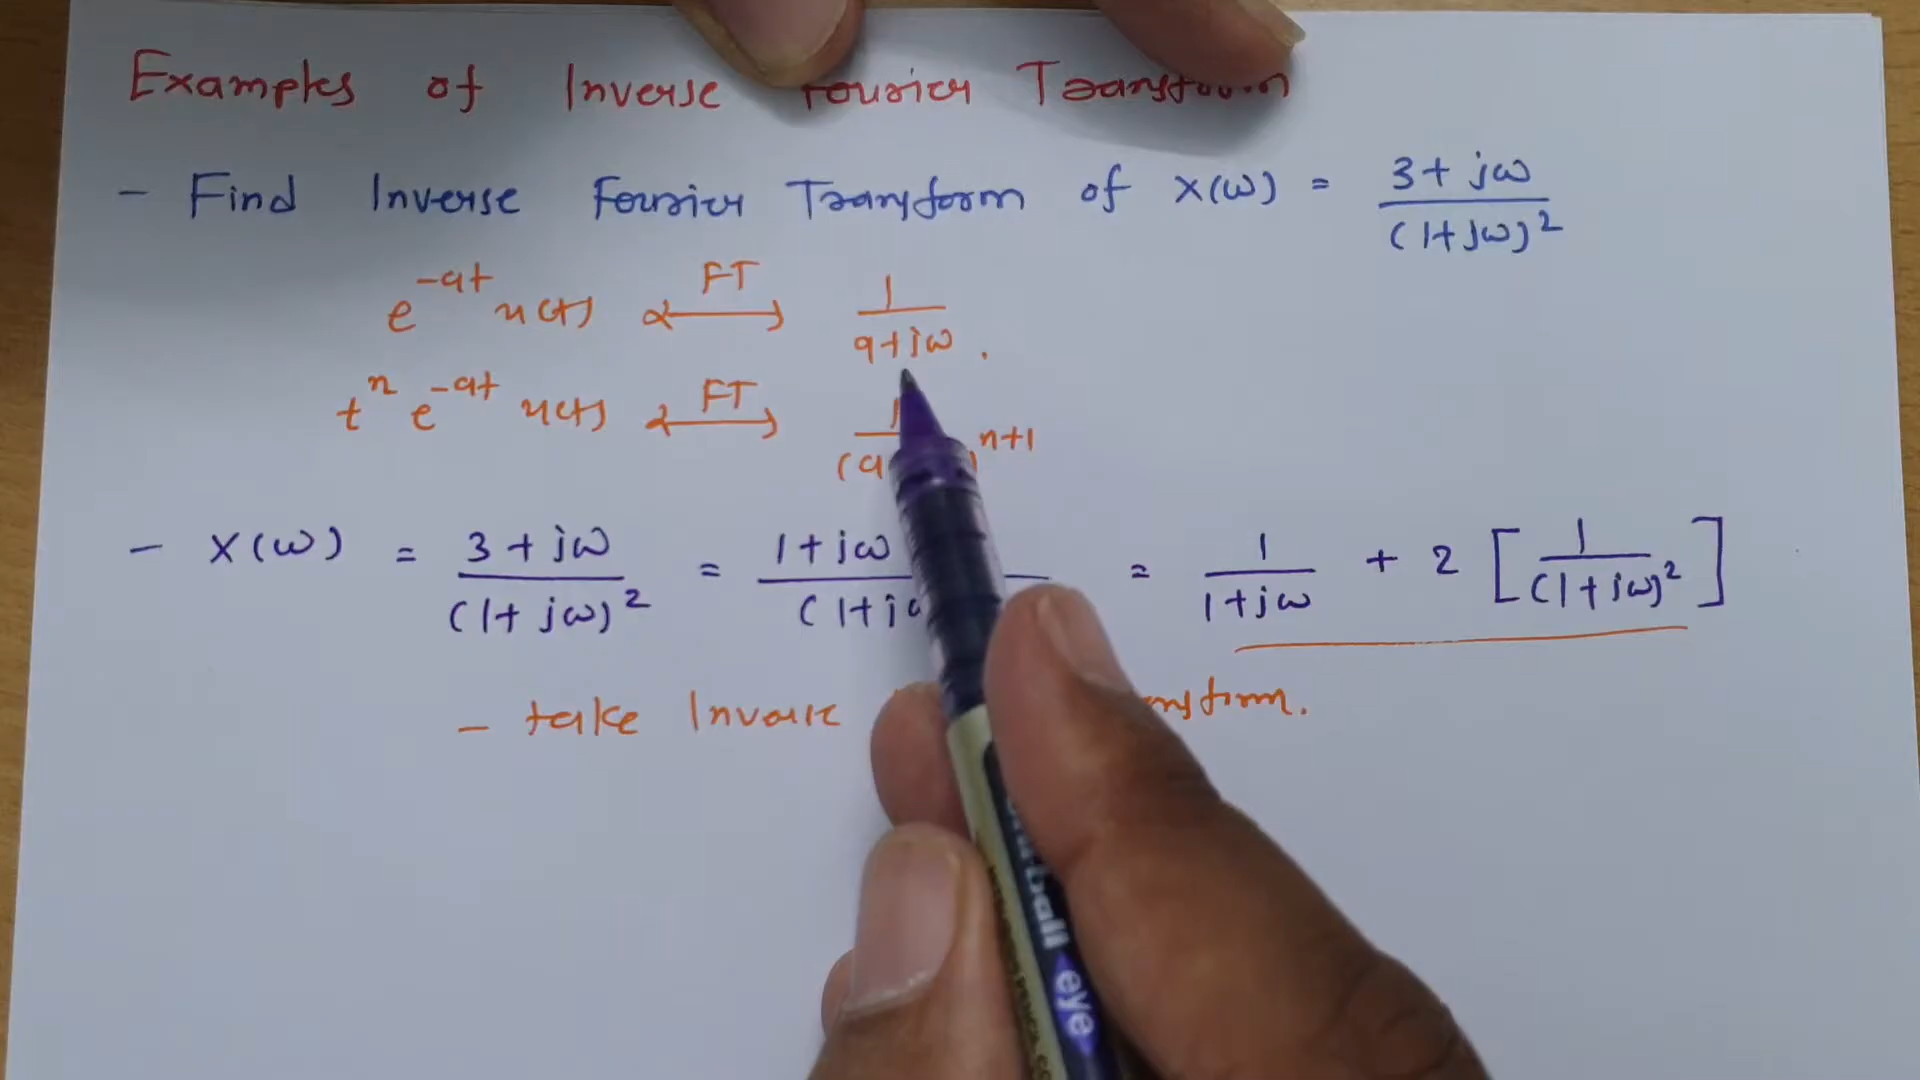 Examples of Inverse Fourier Transform
- Find Inverse Fourier Transform of X(ω) = 3 + jω / (1+jω)²
e^-at u(t) ↔ FT 1 / a+jω .
t^n e^-at u(t) ↔ FT 1 / (a ) n+1
- X(ω) = 3 + jω / (1+ jω)² = 1 + jω / (1+j = 1 / 1+jω + 2 [ 1 / (1+jω)² ]
- take Inverse
eye